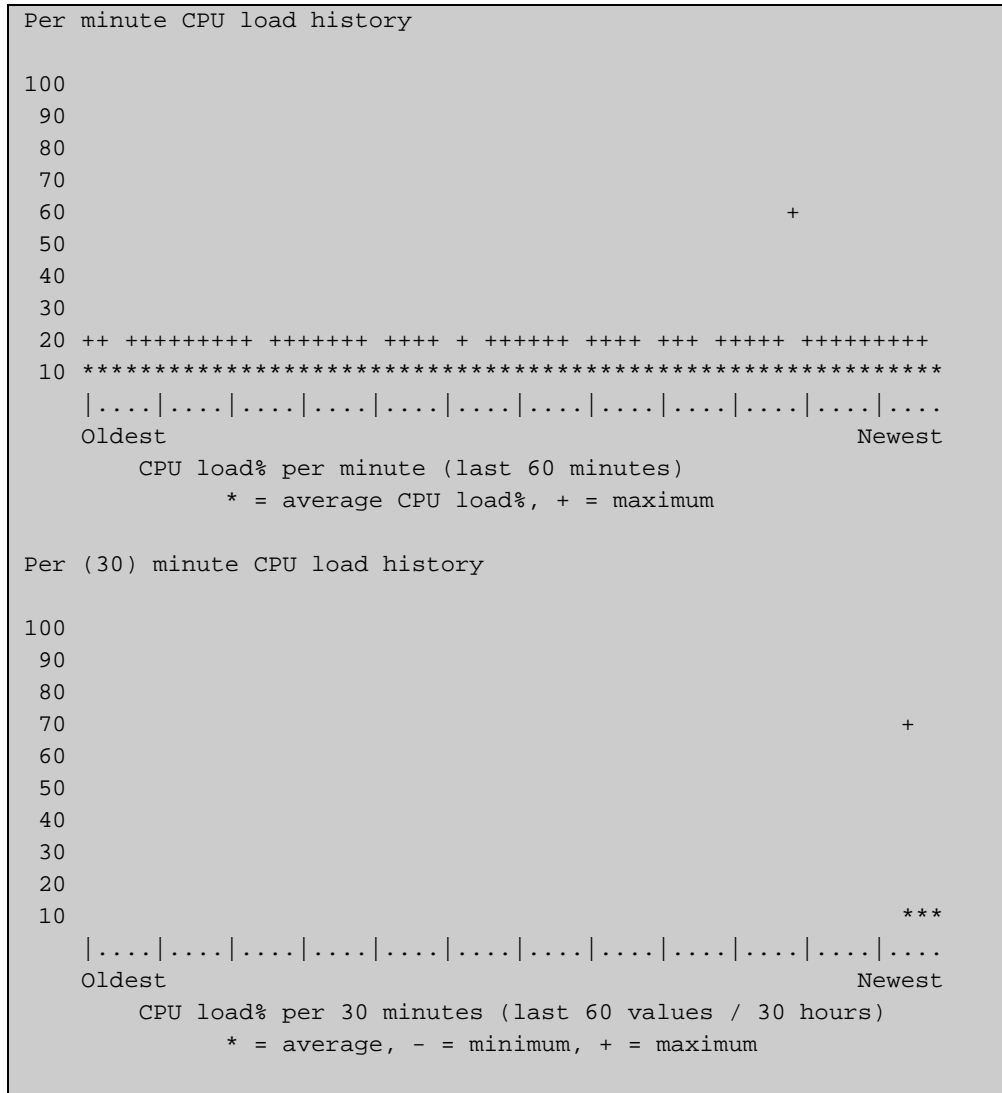 Per minute CPU load history
100
 90
 80
 70
 60                                                  +
 50
 40
 30
 20 ++ +++++++++ +++++++ ++++ + ++++++ ++++ +++ +++++ +++++++++
 10 ************************************************************
    |....|....|....|....|....|....|....|....|....|....|....|....
    Oldest                                                Newest
        CPU load% per minute (last 60 minutes)
              * = average CPU load%, + = maximum
Per (30) minute CPU load history
100
 90
 80
 70                                                          +
 60
 50
 40
 30
 20
 10                                                          ***
    |....|....|....|....|....|....|....|....|....|....|....|....
    Oldest                                                Newest
        CPU load% per 30 minutes (last 60 values / 30 hours)
              * = average, - = minimum, + = maximum